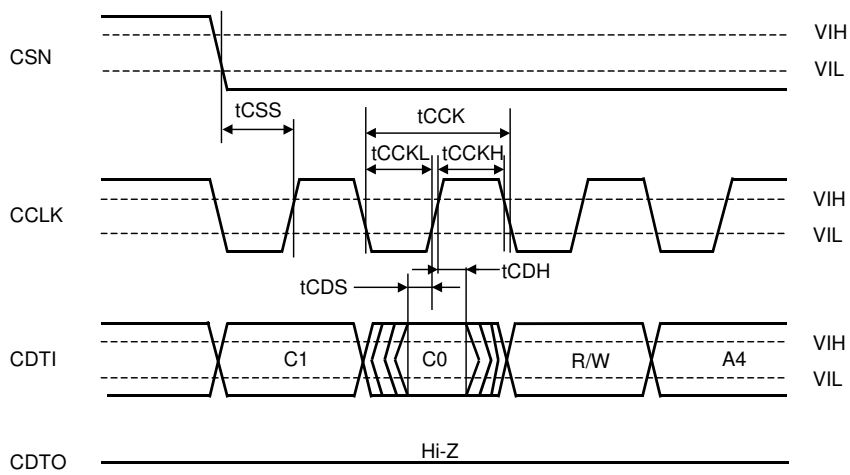 VIH
CSN
VIL
tCSS
tCCK
tCCKL
tCCKH
VIH
CCLK
VIL
tCDH
tCDS
VIH
CDTI
C1
C0
R/W
A4
VIL
Hi-Z
CDTO